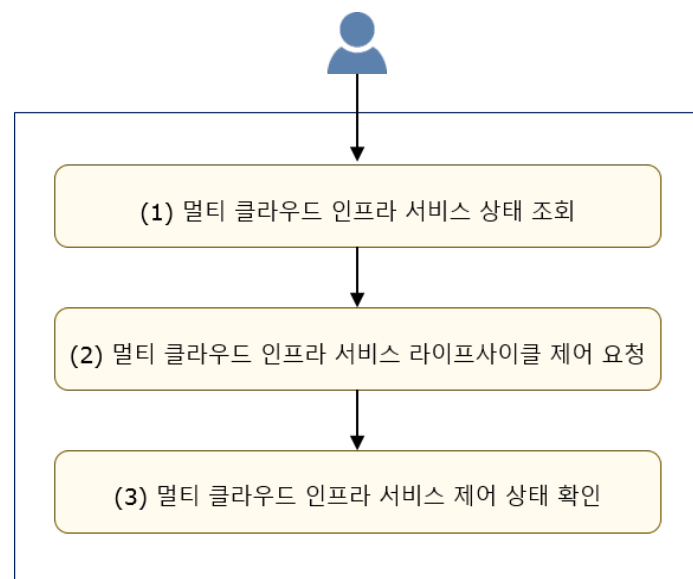 (1) 멀티 클라우드 인프라 서비스 상태 조회
(2) 멀티 클라우드 인프라 서비스 라이프사이클 제어 요청
(3) 멀티 클라우드 인프라 서비스 제어 상태 확인